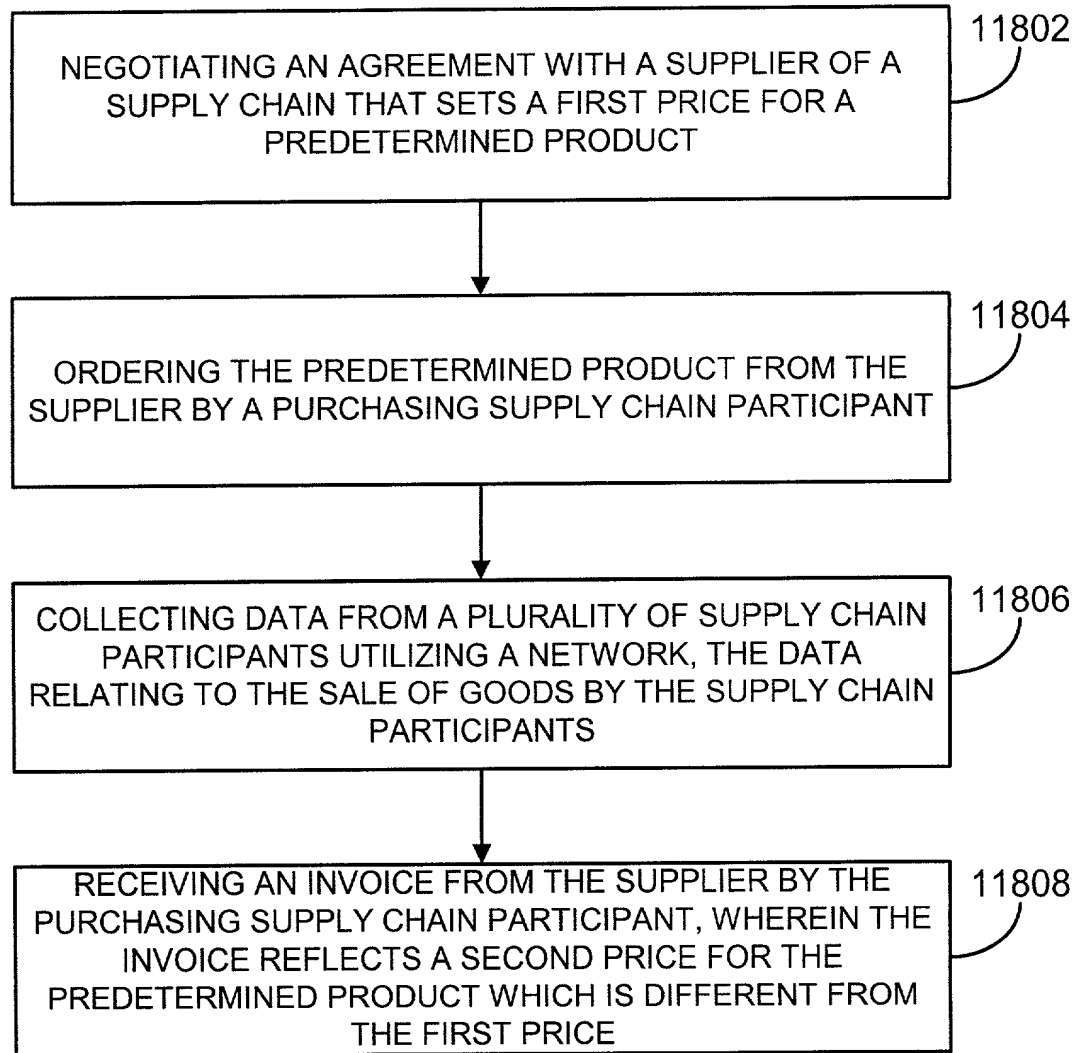 11802
NEGOTIATING AN AGREEMENT WITH A SUPPLIER OF A
SUPPLY CHAIN THAT SETS A FIRST PRICE FOR A
PREDETERMINED PRODUCT
11804
ORDERING THE PREDETERMINED PRODUCT FROM THE
SUPPLIER BY A PURCHASING SUPPLY CHAIN PARTICIPANT
11806
COLLECTING DATA FROM A PLURALITY OF SUPPLY CHAIN
PARTICIPANTS UTILIZING A NETWORK, THE DATA
RELATING TO THE SALE OF GOODS BY THE SUPPLY CHAIN
PARTICIPANTS
11808
RECEIVING AN INVOICE FROM THE SUPPLIER BY THE
PURCHASING SUPPLY CHAIN PARTICIPANT, WHEREIN THE
INVOICE REFLECTS A SECOND PRICE FOR THE
PREDETERMINED PRODUCT WHICH IS DIFFERENT FROM
THE FIRST PRICE